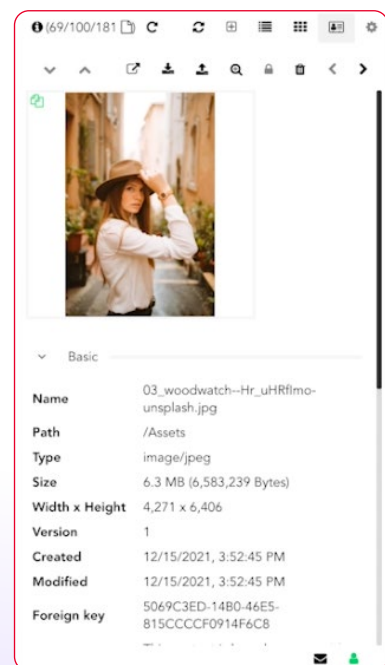 (69/100/181
Basic
Name 03_woodwatch--Hr_uHRflmo-
unsplash.jpg
Path /Assets
Type image/jpeg
Size 6.3 MB (6,583,239 Bytes)
Width x Height 4,271 x 6,406
Version 1
Created 12/15/2021, 3:52:45 PM
Modified 12/15/2021, 3:52:45 PM
Foreign key 5069C3ED-14B0-46E5-
815CCCCF0914F6C8